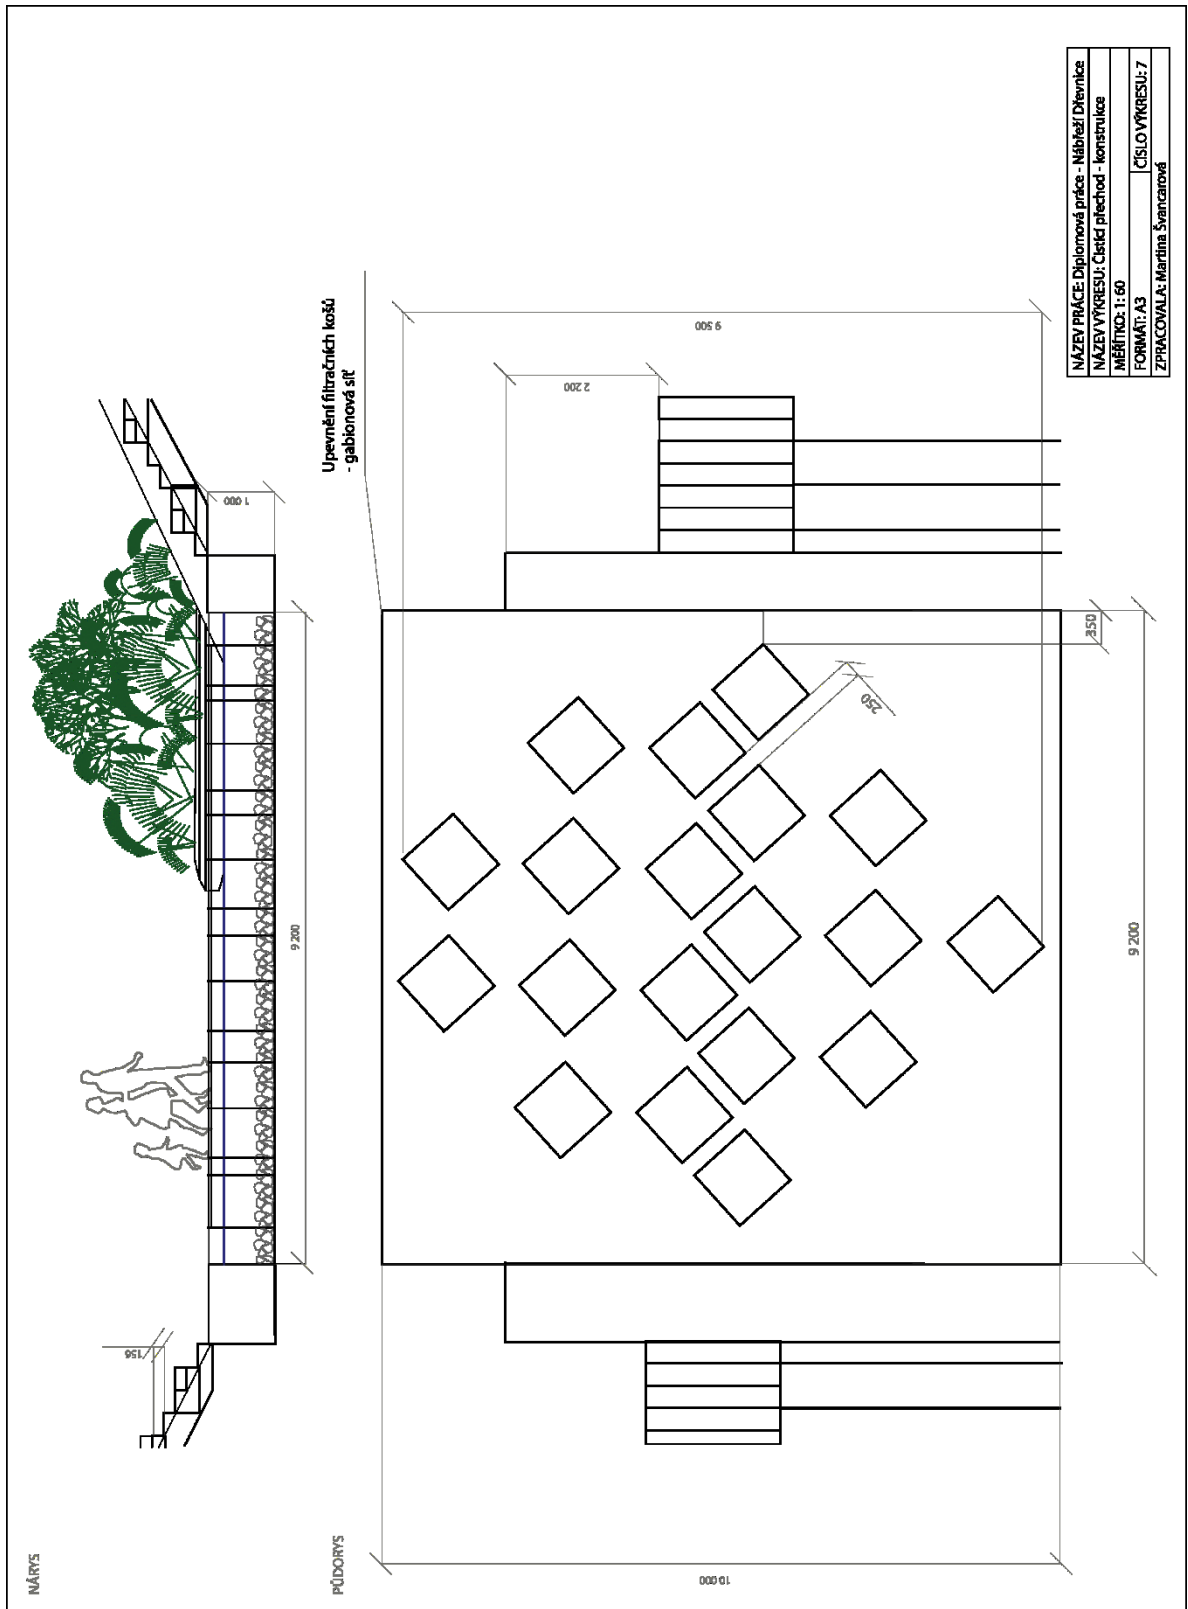 NÁRYS
156
9 200
1 000
PŮDORYS
Upevnění filtračních košů
- gabionová síť
10 000
2 200
9 500
250
350
9 200
NÁZEV PRÁCE: Diplomová práce - Nábřeží Dřevnice
NÁZEV VÝKRESU: Čistící přechod - konstrukce
MĚŘÍTKO: 1: 60
FORMÁT: A3 ČÍSLO VÝKRESU: 7
ZPRACOVALA: Martina Švancarová